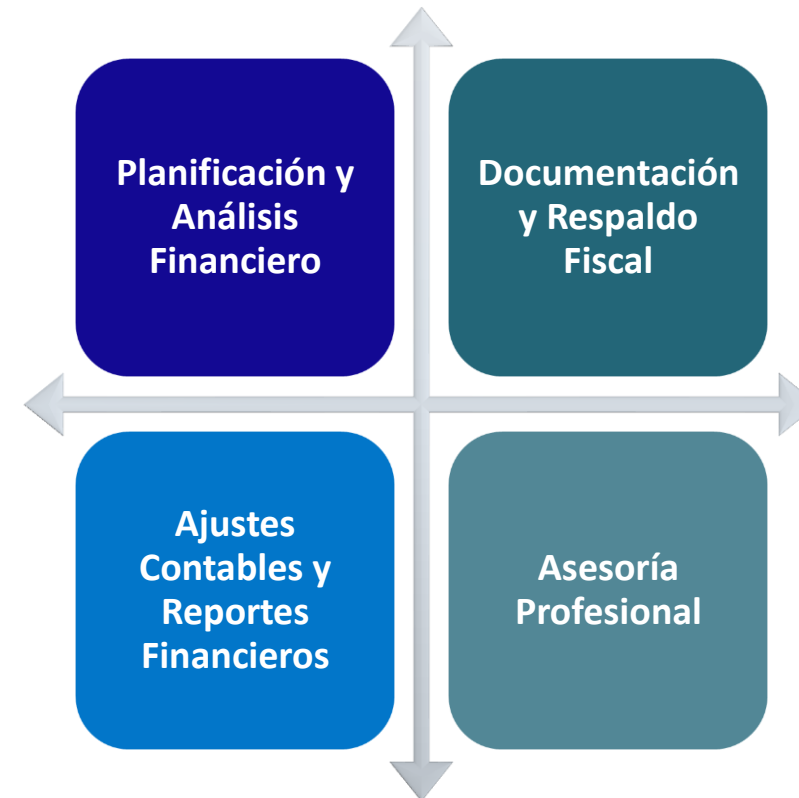 Planificación y
Análisis
Financiero
Documentación
y Respaldo
Fiscal
Ajustes
Contables y
Reportes
Financieros
Asesoría
Profesional